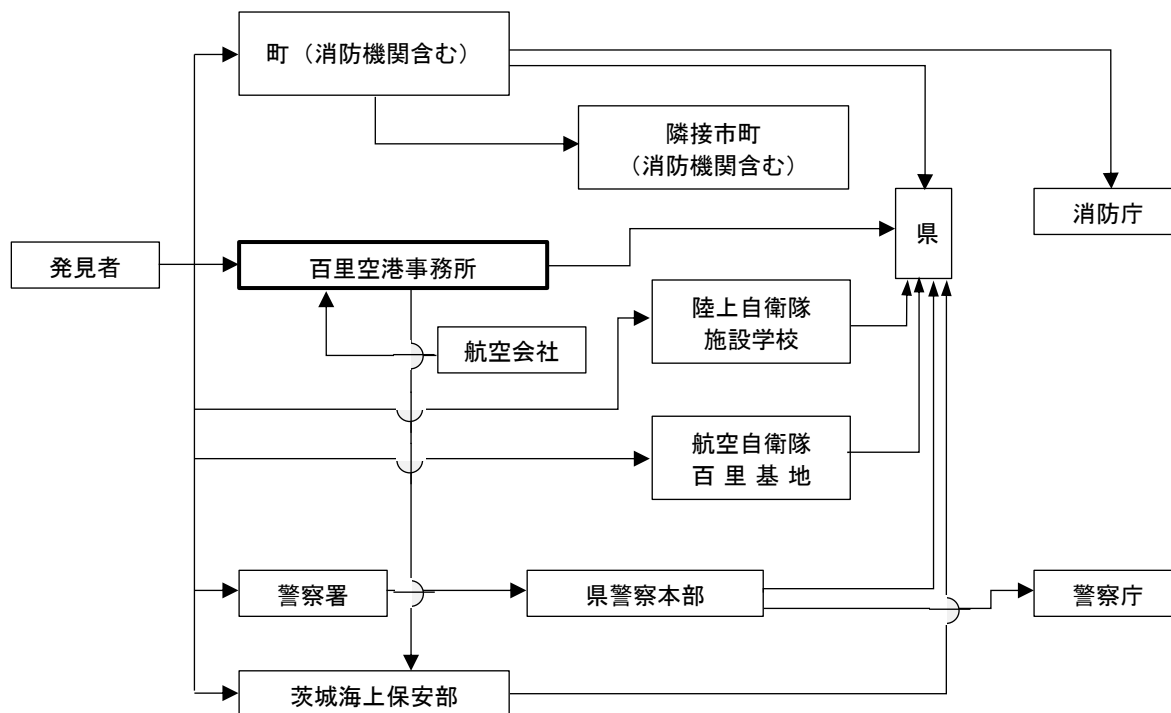 町（消防機関含む）
隣接市町
（消防機関含む）
県
消防庁
発見者
百里空港事務所
陸上自衛隊
施設学校
航空会社
航空自衛隊
百 里 基 地
警察署
県警察本部
警察庁
茨城海上保安部